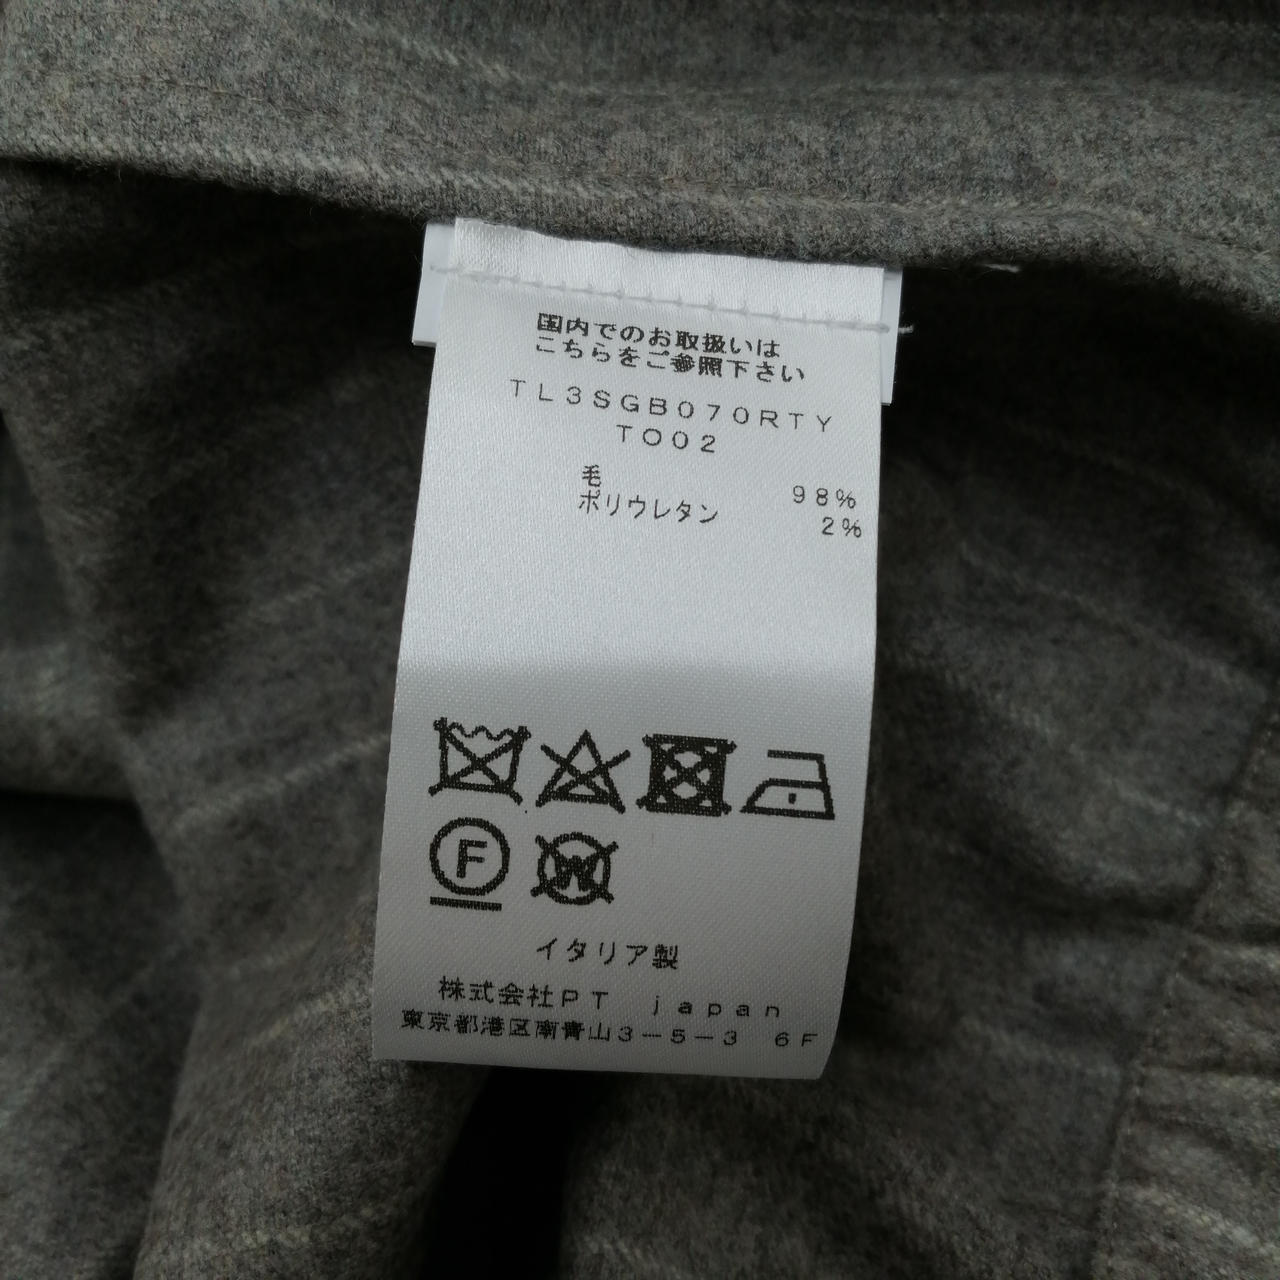 国内でのお取扱いは
こちらをご参照下さい
TL3SGB070RTY
TO02
毛 98%
ポリウレタン 2%
F W
イタリア製
株式会社PT japan
東京都港区南青山3-5-3 6F